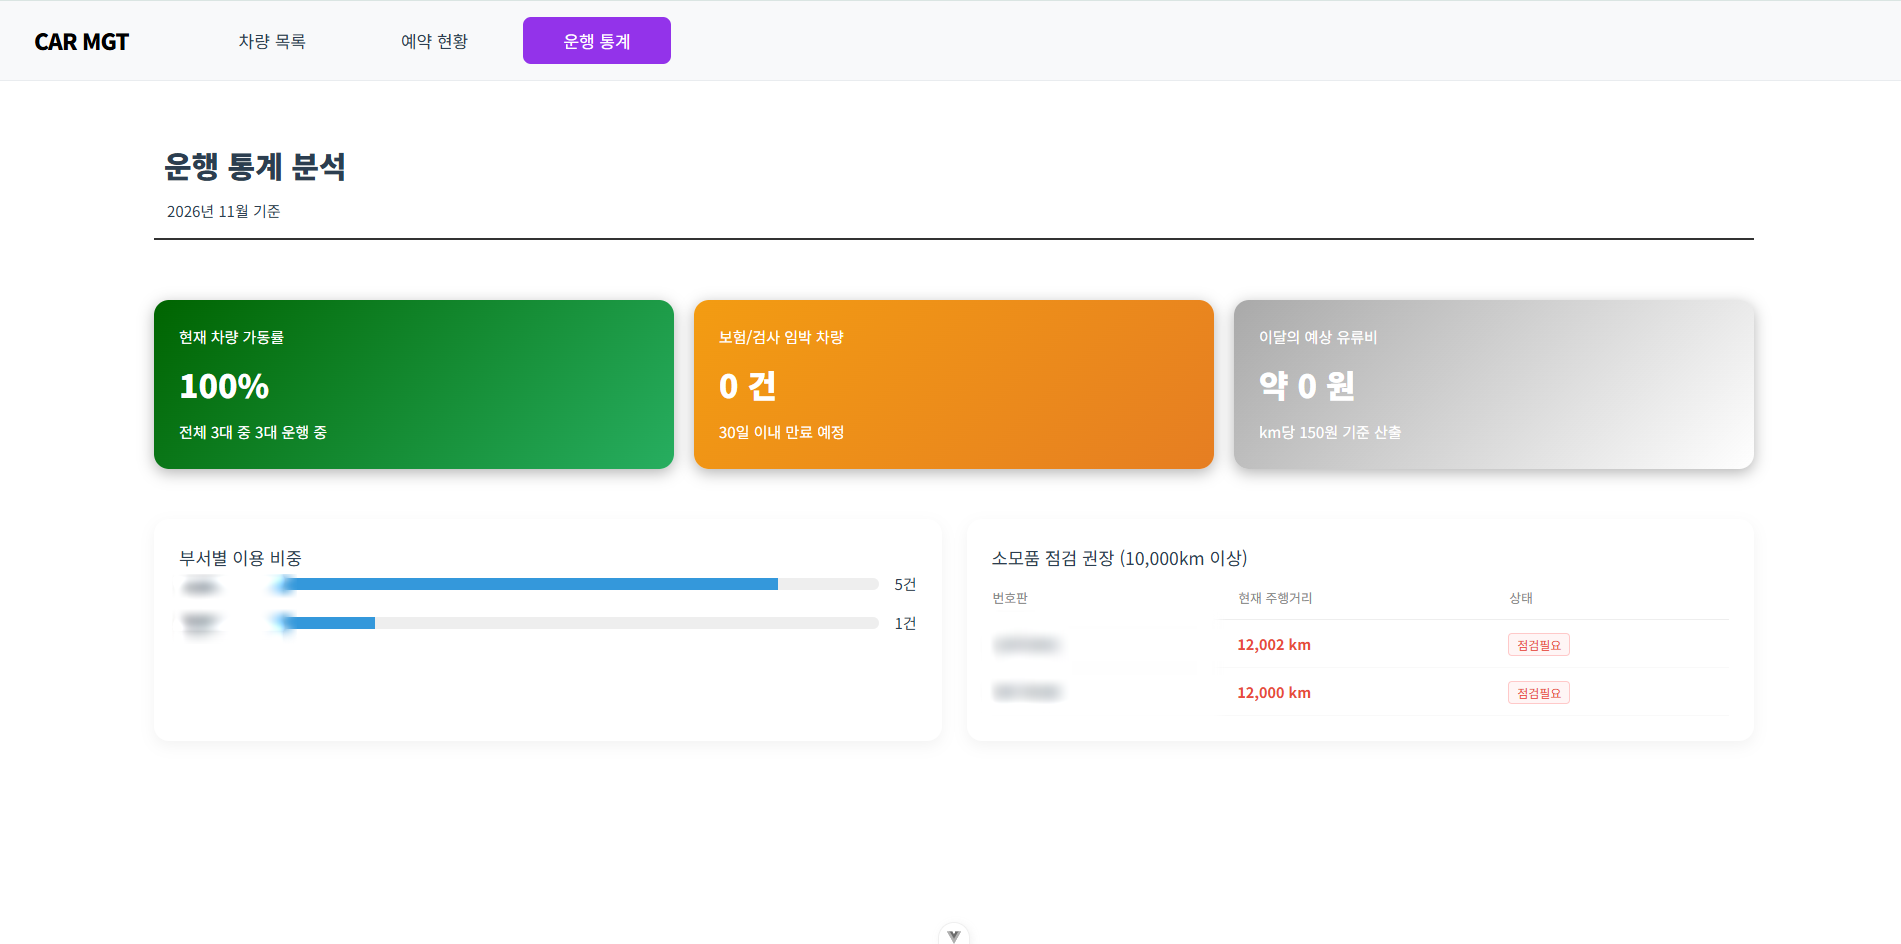 CAR MGT
차량 목록
예약 현황
운행 통계
운행 통계 분석
2026년 11월 기준
현재 차량 가동률
100%
전체 3대 중 3대 운행 중
보험/검사 임박 차량
0 건
30일 이내 만료 예정
이달의 예상 유류비
약 0 원
km당 150원 기준 산출
부서별 이용 비중
5건
1건
소모품 점검 권장 (10,000km 이상)
번호판 현재 주행거리 상태
12,002 km 점검필요
12,000 km 점검필요